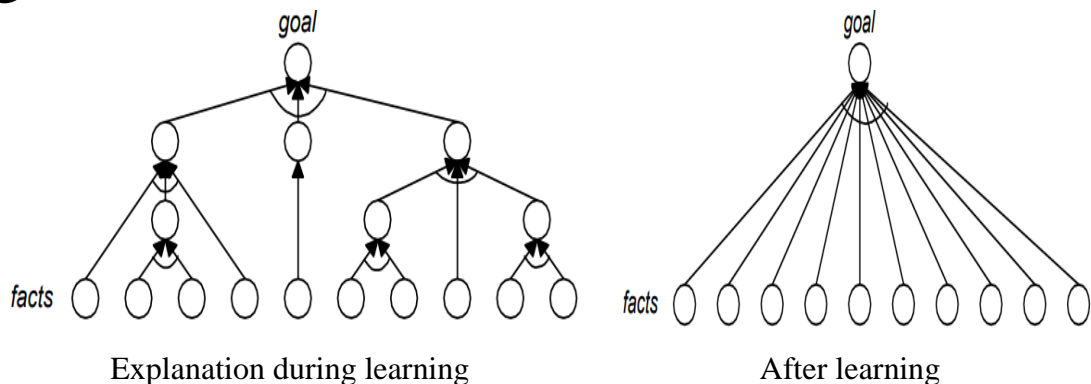 goal
goal
facts
facts
Explanation during learning
After learning